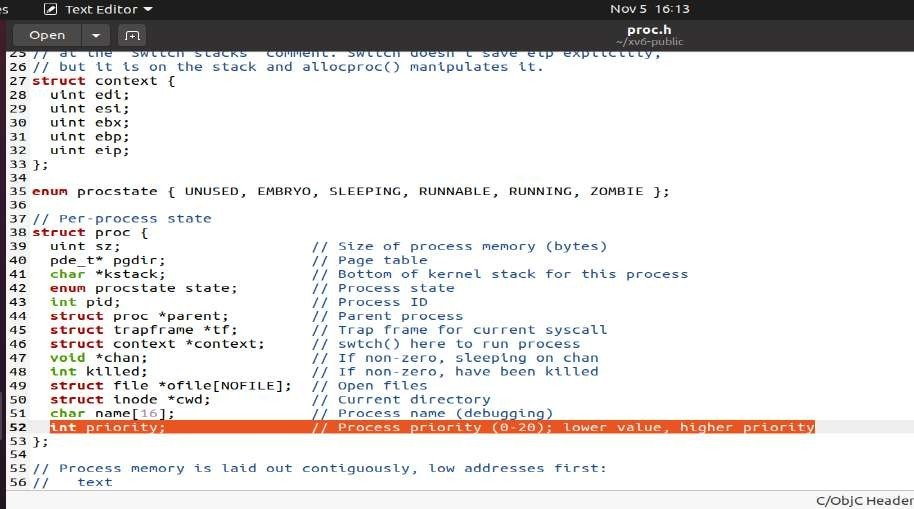 Text Editor
Nov 5 16:13
Open
proc.h
~/xv6-public
25 // at the "Switch stacks" comment. Switch doesn't save eip explicitly,
26 // but it is on the stack and allocproc() manipulates it.
27 struct context {
28   uint edi;
29   uint esi;
30   uint ebx;
31   uint ebp;
32   uint eip;
33 };
34
35 enum procstate { UNUSED, EMBRYO, SLEEPING, RUNNABLE, RUNNING, ZOMBIE };
36
37 // Per-process state
38 struct proc {
39   uint sz;                     // Size of process memory (bytes)
40   pde_t* pgdir;                // Page table
41   char *kstack;                // Bottom of kernel stack for this process
42   enum procstate state;        // Process state
43   int pid;                     // Process ID
44   struct proc *parent;         // Parent process
45   struct trapframe *tf;        // Trap frame for current syscall
46   struct context *context;     // swtch() here to run process
47   void *chan;                  // If non-zero, sleeping on chan
48   int killed;                  // If non-zero, have been killed
49   struct file *ofile[NOFILE];  // Open files
50   struct inode *cwd;           // Current directory
51   char name[16];               // Process name (debugging)
52   int priority;                // Process priority (0-20); lower value, higher priority
53 };
54
55 // Process memory is laid out contiguously, low addresses first:
56 //   text
C/ObjC Header